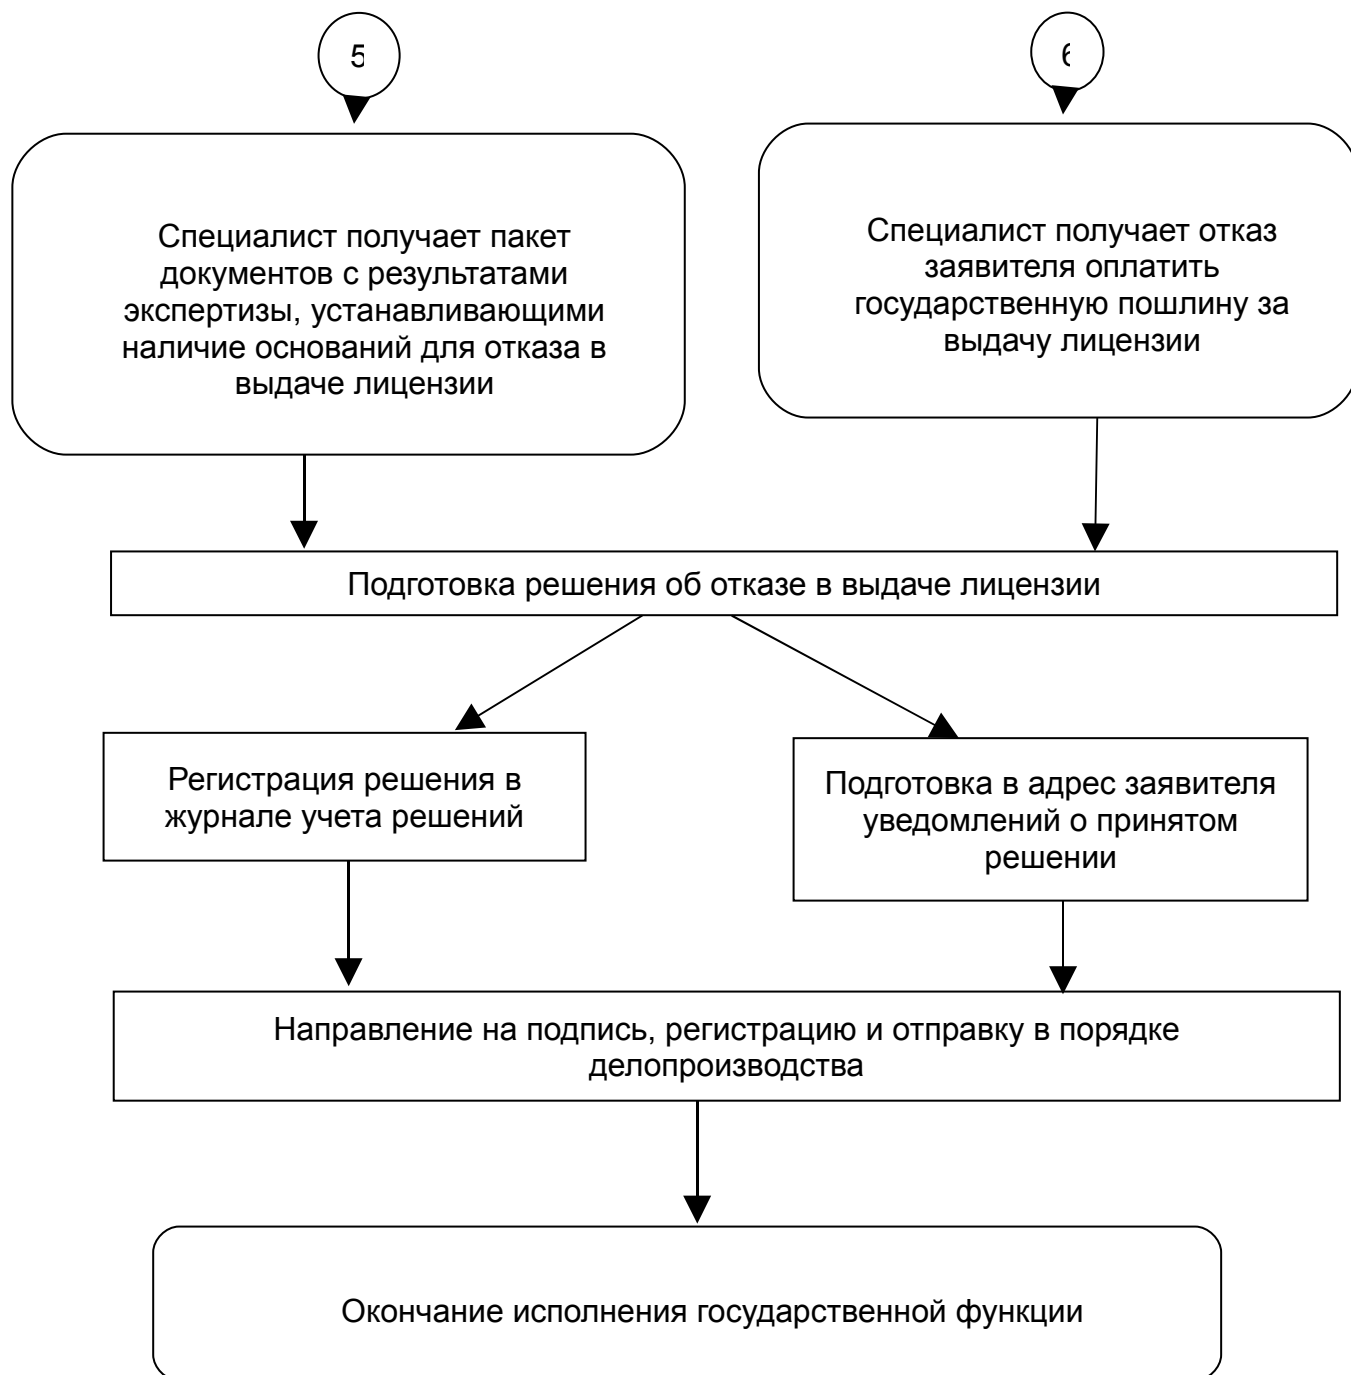 5
6
Специалист получает пакет
документов с результатами
экспертизы, устанавливающими
наличие оснований для отказа в
выдаче лицензии
Специалист получает отказ
заявителя оплатить
государственную пошлину за
выдачу лицензии
Подготовка решения об отказе в выдаче лицензии
Регистрация решения в
журнале учета решений
Подготовка в адрес заявителя
уведомлений о принятом
решении
Направление на подпись, регистрацию и отправку в порядке
делопроизводства
Окончание исполнения государственной функции